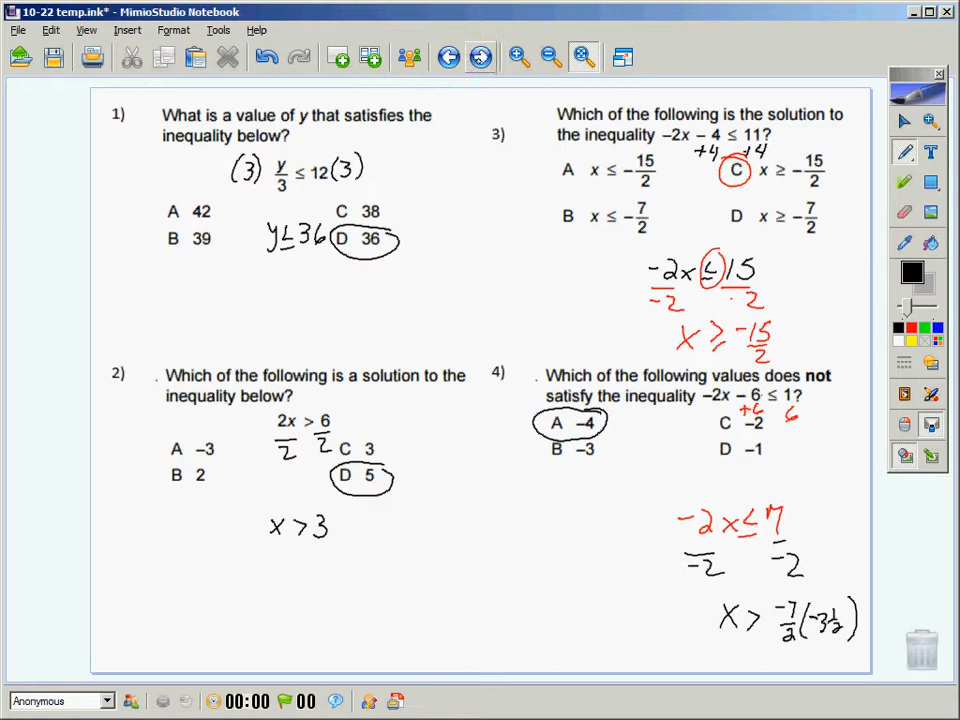 10-22 temp.ink* - MimioStudio Notebook
File Edit View Insert Format Tools Help
1) What is a value of y that satisfies the
inequality below?
(3) y/3 ≤ 12 (3)
A 42 C 38
B 39 D 36
y ≤ 36
3) Which of the following is the solution to
the inequality −2x − 4 ≤ 11?
+4 +4
A x ≤ −15/2 C x ≥ −15/2
B x ≤ −7/2 D x ≥ −7/2
-2x ≤ 15
-2 -2
x ≥ -15/2
2) . Which of the following is a solution to the
inequality below?
2x > 6
2 2
A −3 C 3
B 2 D 5
x > 3
4) . Which of the following values does not
satisfy the inequality −2x − 6 ≤ 1?
+6 6
A −4 C −2
B −3 D −1
-2x ≤ 7
-2 -2
x > -7/2 (-3 1/2)
T
Anonymous 00:00 00